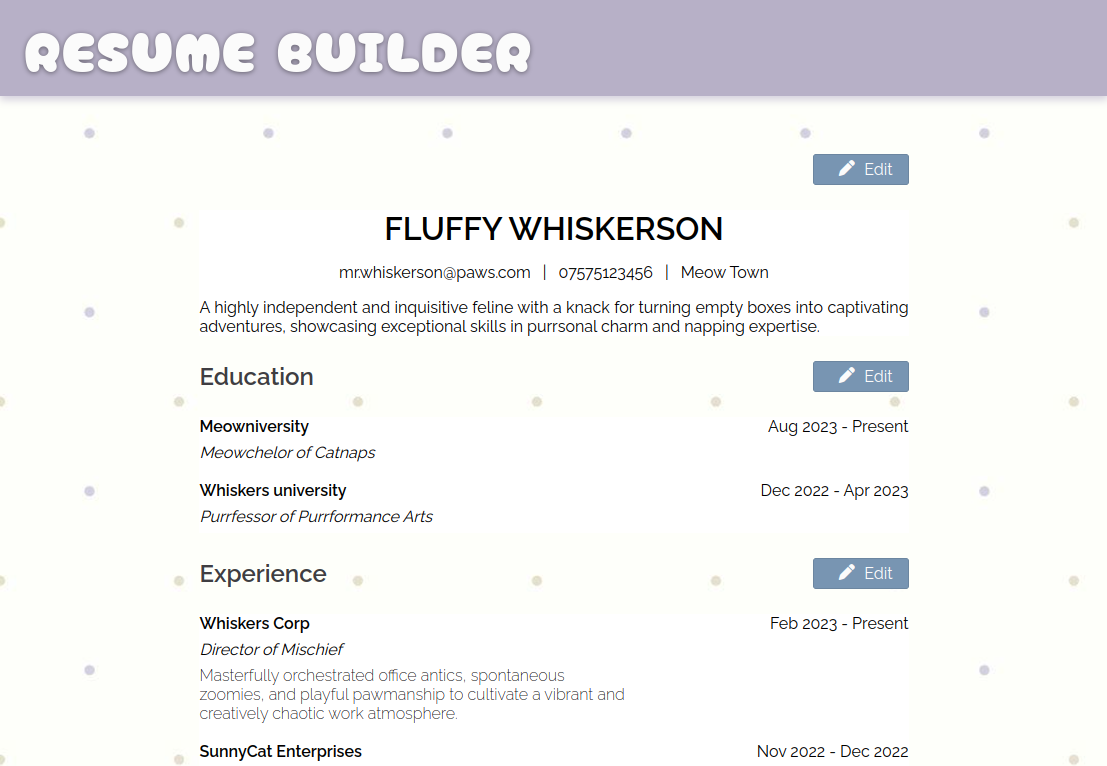 RESUME BUILDER
Edit
FLUFFY WHISKERSON
mr.whiskerson@paws.com | 07575123456 | Meow Town
A highly independent and inquisitive feline with a knack for turning empty boxes into captivating
adventures, showcasing exceptional skills in purrsonal charm and napping expertise.
Education Edit
Meowniversity Aug 2023 - Present
Meowchelor of Catnaps
Whiskers university Dec 2022 - Apr 2023
Purrfessor of Purrformance Arts
Experience Edit
Whiskers Corp Feb 2023 - Present
Director of Mischief
Masterfully orchestrated office antics, spontaneous
zoomies, and playful pawmanship to cultivate a vibrant and
creatively chaotic work atmosphere.
SunnyCat Enterprises Nov 2022 - Dec 2022